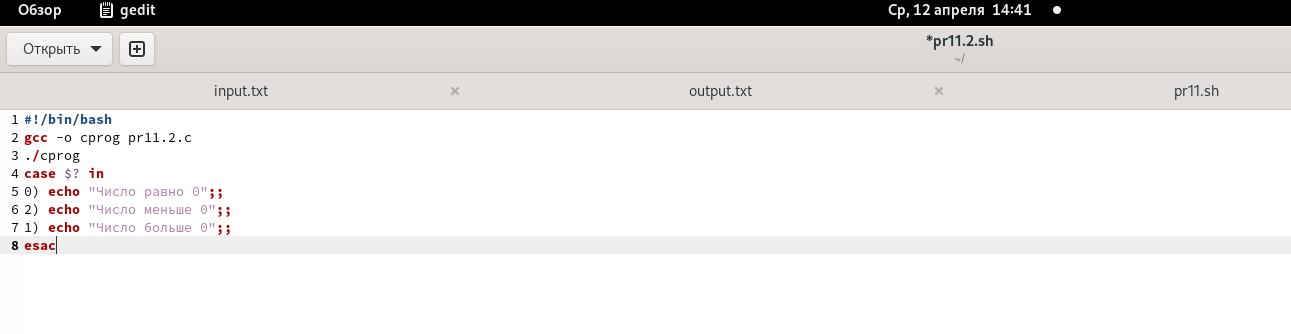 Обзор gedit Ср, 12 апреля 14:41
Открыть *pr11.2.sh
~/
input.txt × output.txt × pr11.sh
1 #!/bin/bash
2 gcc -o cprog pr11.2.c
3 ./cprog
4 case $? in
5 0) echo "Число равно 0";;
6 2) echo "Число меньше 0";;
7 1) echo "Число больше 0";;
8 esac